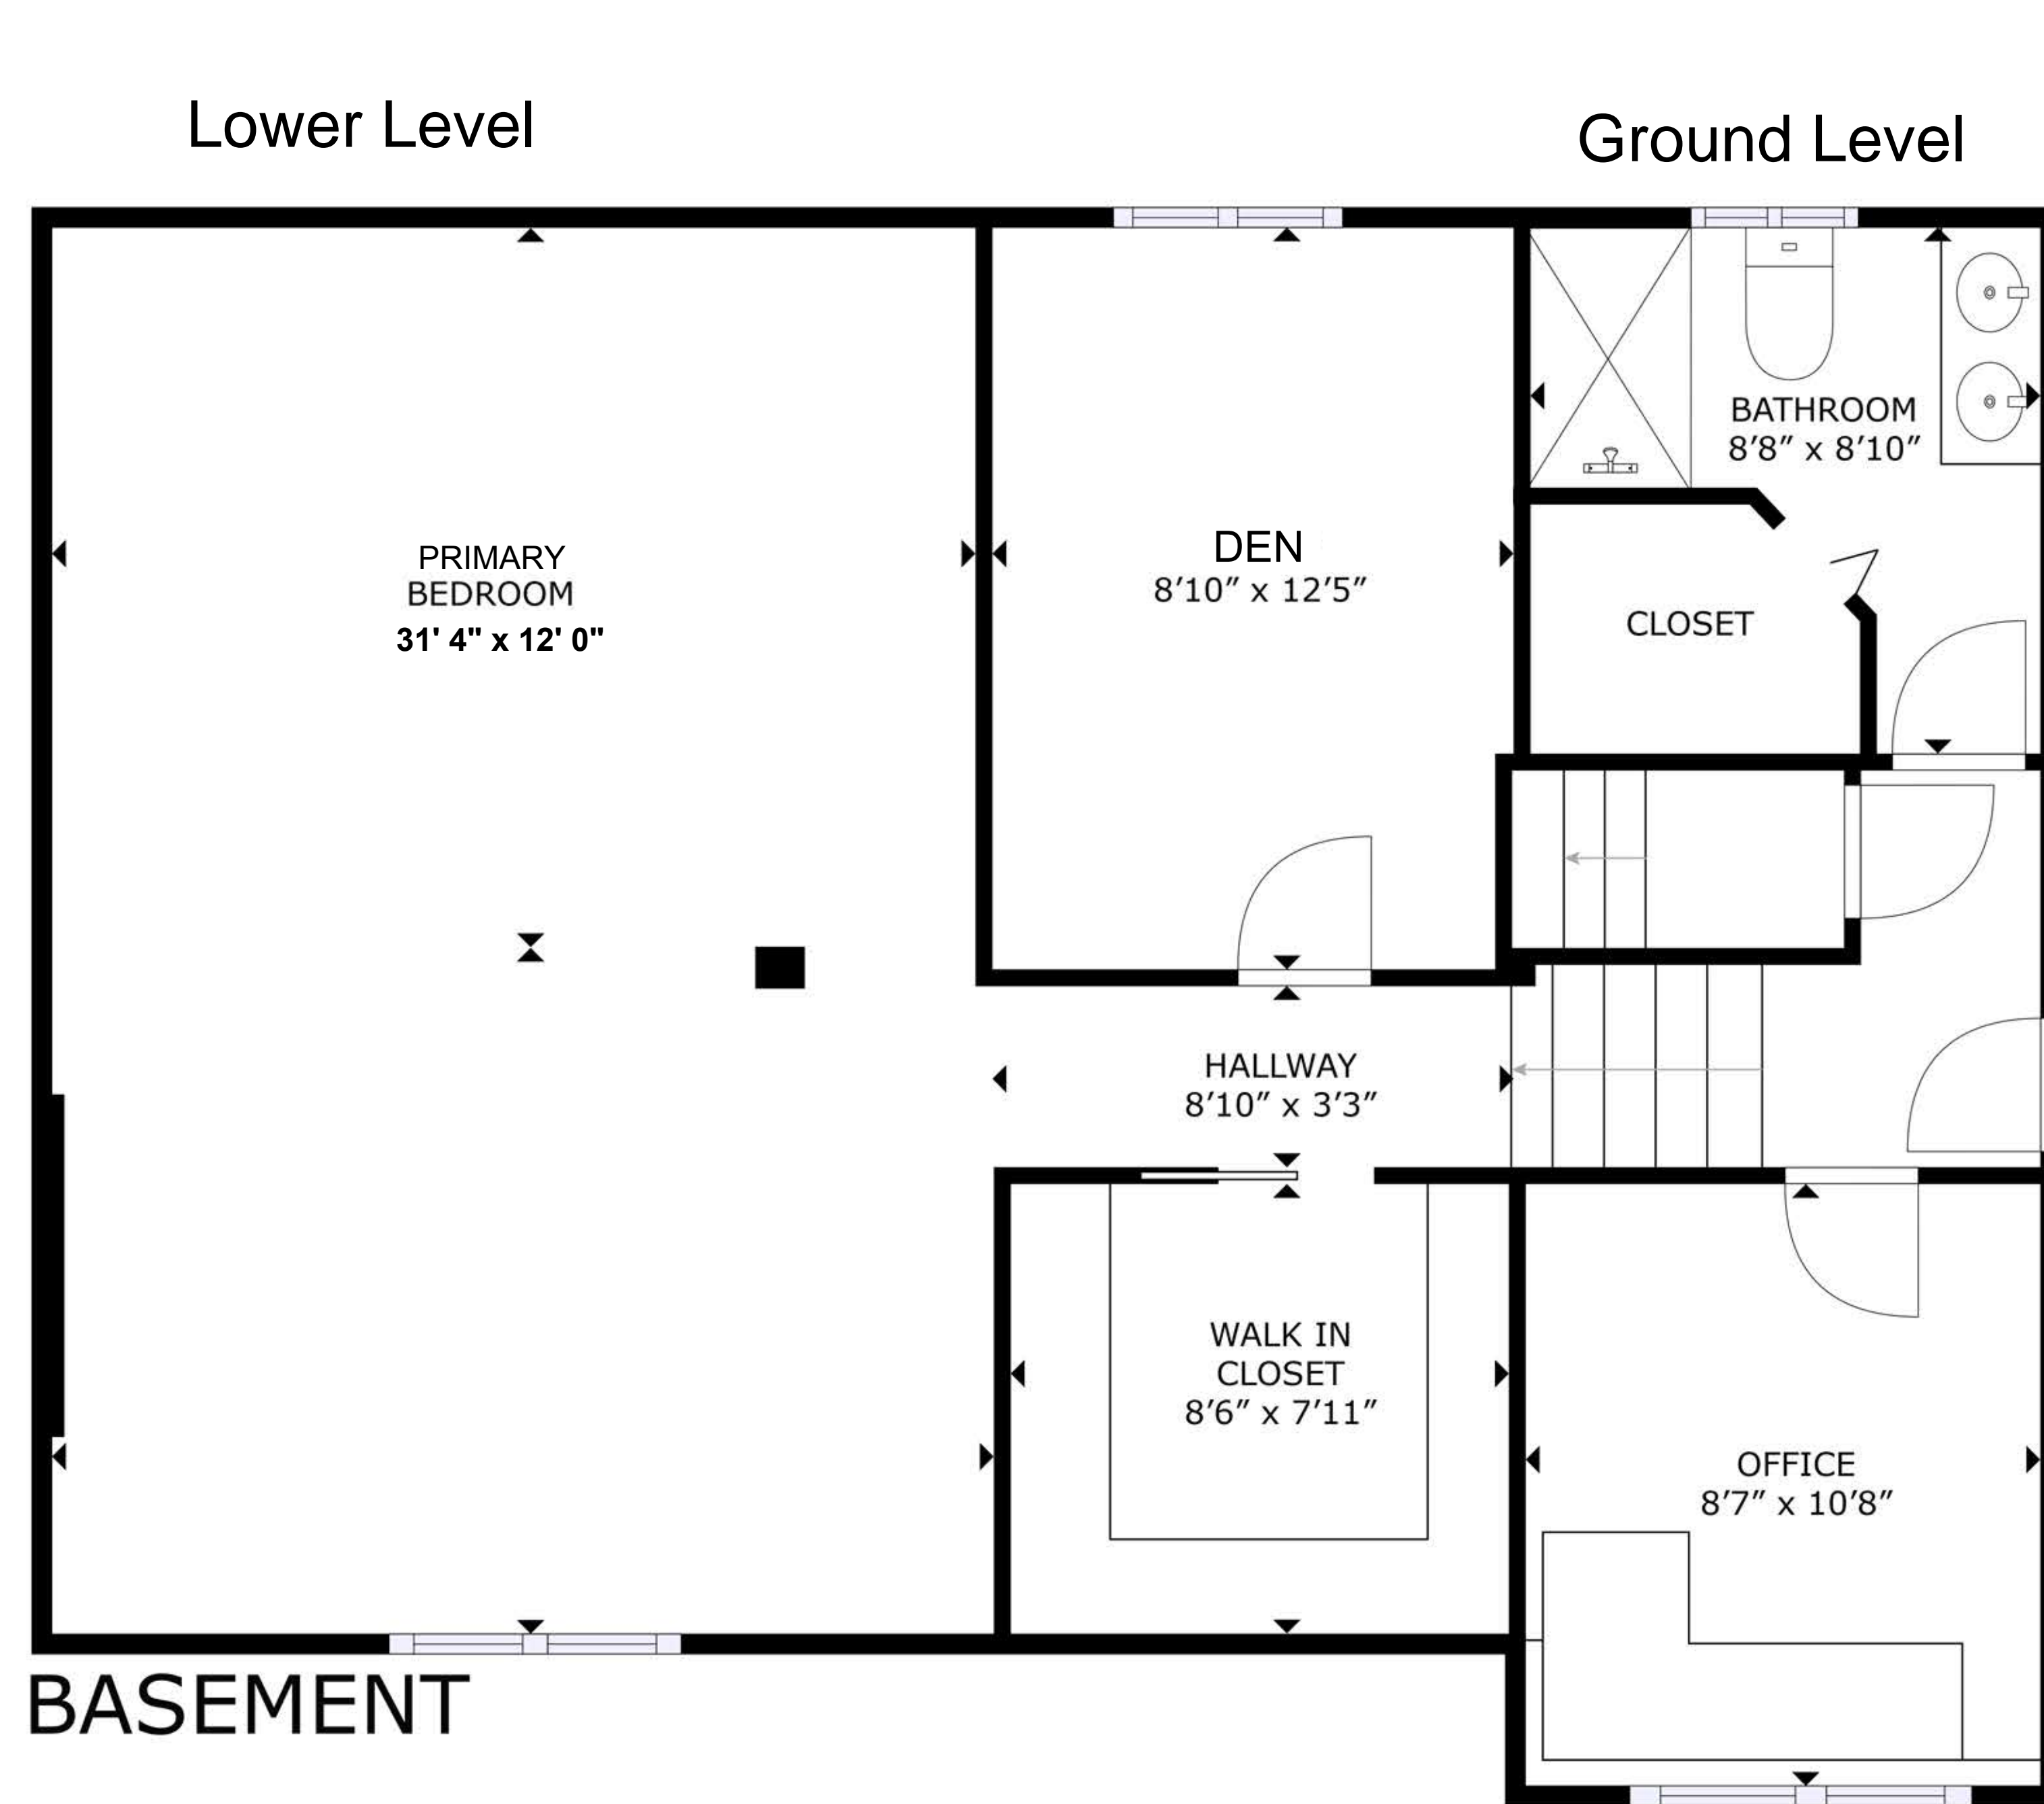 Lower Level
Ground Level
PRIMARY
BEDROOM
31' 4" x 12' 0"
DEN
8'10" x 12'5"
BATHROOM
8'8" x 8'10"
CLOSET
HALLWAY
8'10" x 3'3"
WALK IN
CLOSET
8'6" x 7'11"
OFFICE
8'7" x 10'8"
BASEMENT